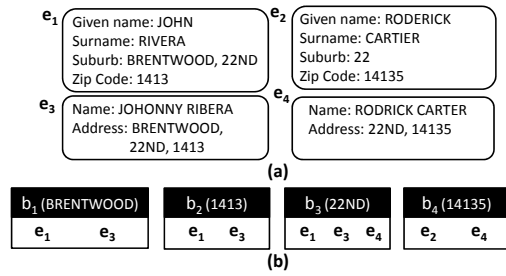 e1
Given name: JOHN
Surname: RIVERA
Suburb: BRENTWOOD, 22ND
Zip Code: 1413
e2
Given name: RODERICK
Surname: CARTIER
Suburb: 22
Zip Code: 14135
e3
Name: JOHONNY RIBERA
Address: BRENTWOOD,
22ND, 1413
e4
Name: RODRICK CARTER
Address: 22ND, 14135
(a)
b1 (BRENTWOOD)
e1 e3
b2 (1413)
e1 e3
b3 (22ND)
e1 e3 e4
b4 (14135)
e2 e4
(b)